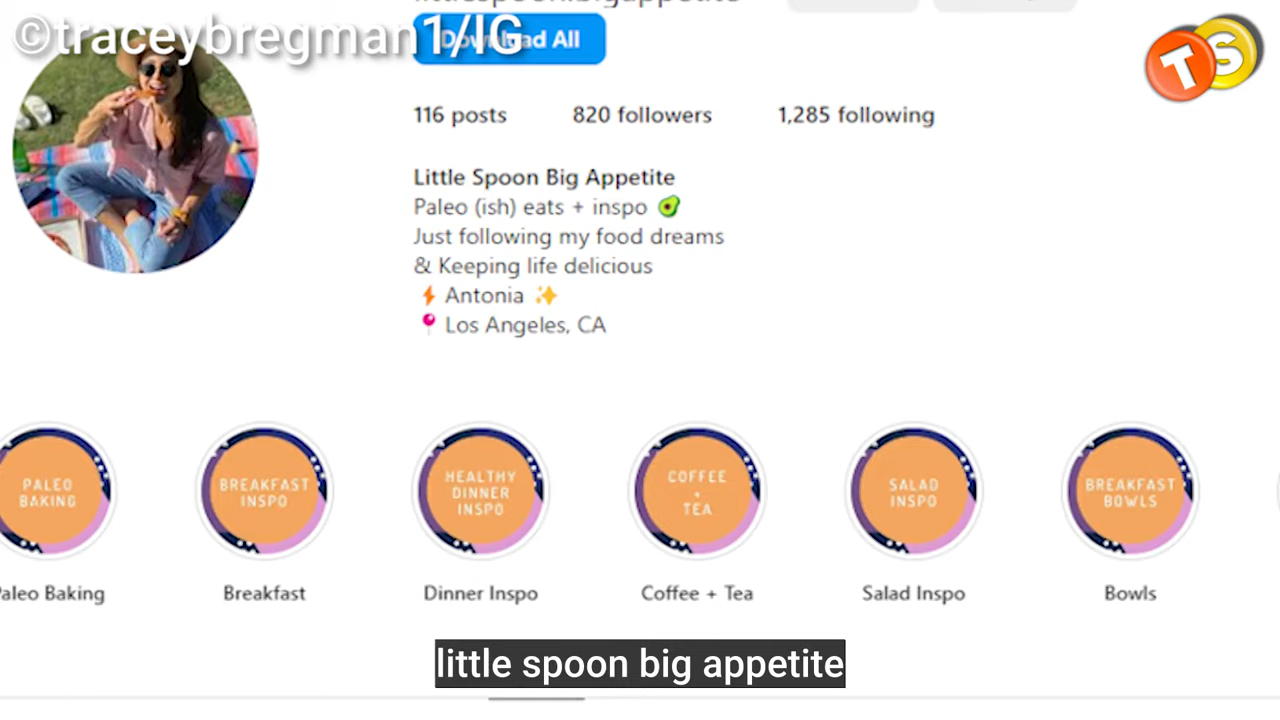 ©traceybregman1/IG
Download All
TS
116 posts 820 followers 1,285 following
Little Spoon Big Appetite
Paleo (ish) eats + inspo 🥑
Just following my food dreams
& Keeping life delicious
⚡ Antonia ✨
📍 Los Angeles, CA
PALEO
BAKING
BREAKFAST
INSPO
HEALTHY
DINNER
INSPO
COFFEE
+
TEA
SALAD
INSPO
BREAKFAST
BOWLS
Paleo Baking Breakfast Dinner Inspo Coffee + Tea Salad Inspo Bowls
little spoon big appetite